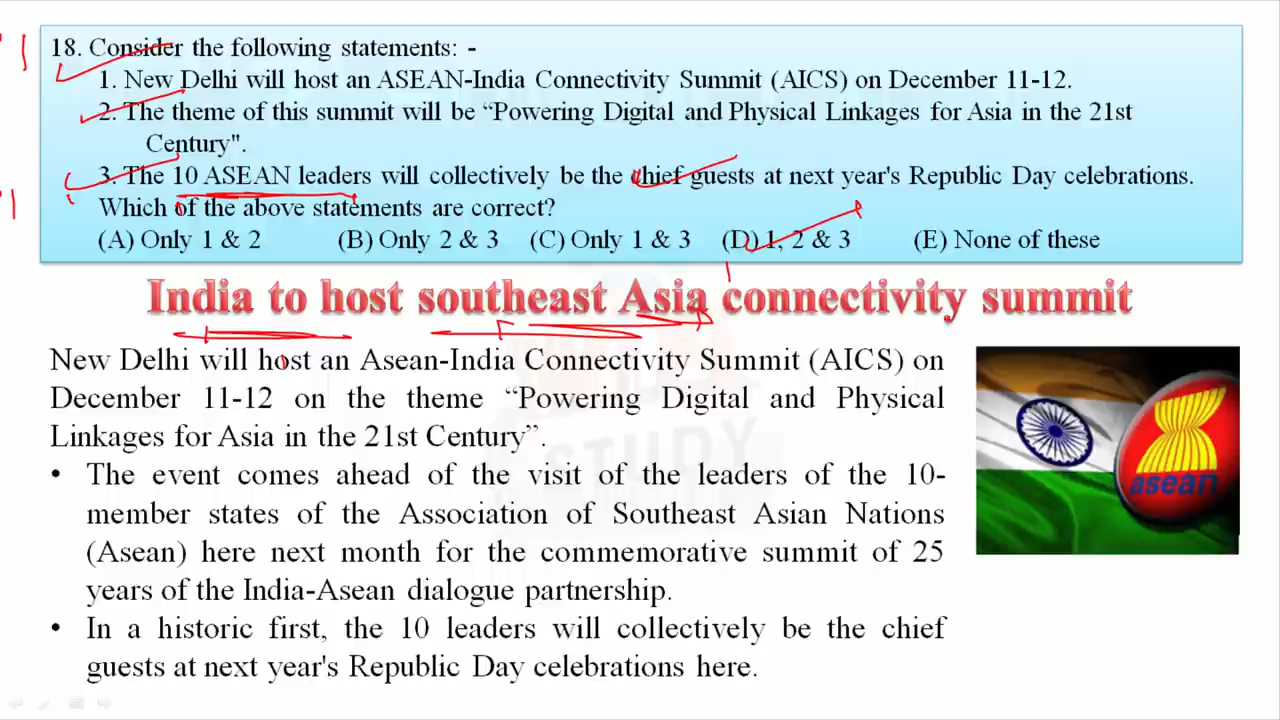 18. Consider the following statements: -
1. New Delhi will host an ASEAN-India Connectivity Summit (AICS) on December 11-12.
2. The theme of this summit will be “Powering Digital and Physical Linkages for Asia in the 21st
Century".
3. The 10 ASEAN leaders will collectively be the chief guests at next year's Republic Day celebrations.
Which of the above statements are correct?
(A) Only 1 & 2 (B) Only 2 & 3 (C) Only 1 & 3 (D) 1, 2 & 3 (E) None of these
India to host southeast Asia connectivity summit
New Delhi will host an Asean-India Connectivity Summit (AICS) on
December 11-12 on the theme “Powering Digital and Physical
Linkages for Asia in the 21st Century”.
• The event comes ahead of the visit of the leaders of the 10-
member states of the Association of Southeast Asian Nations
(Asean) here next month for the commemorative summit of 25
years of the India-Asean dialogue partnership.
• In a historic first, the 10 leaders will collectively be the chief
guests at next year's Republic Day celebrations here.
asean
STUDY